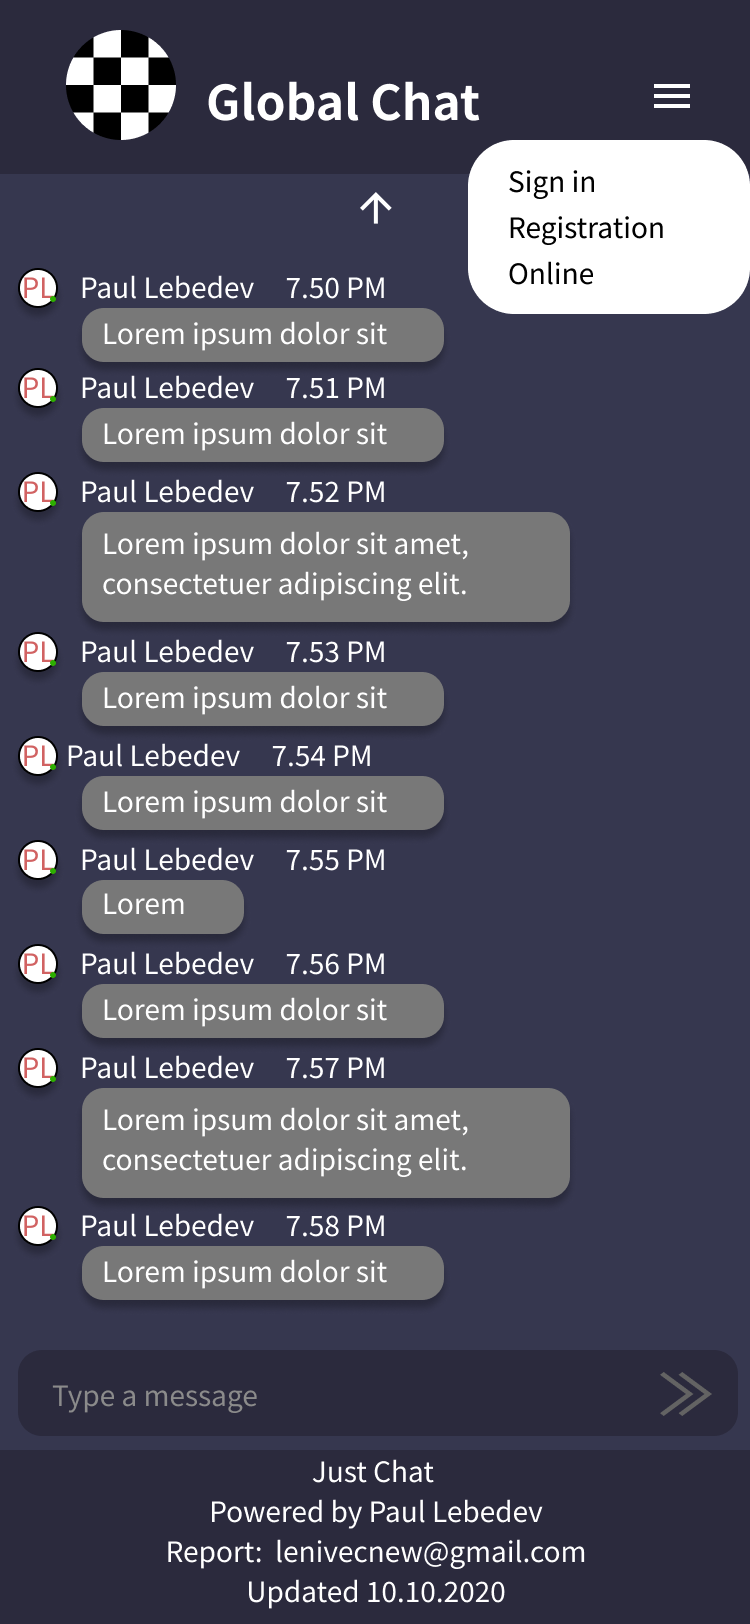 Global Chat
Sign in
Registration
Online
PL Paul Lebedev 7.50 PM
Lorem ipsum dolor sit
PL Paul Lebedev 7.51 PM
Lorem ipsum dolor sit
PL Paul Lebedev 7.52 PM
Lorem ipsum dolor sit amet,
consectetuer adipiscing elit.
PL Paul Lebedev 7.53 PM
Lorem ipsum dolor sit
PL Paul Lebedev 7.54 PM
Lorem ipsum dolor sit
PL Paul Lebedev 7.55 PM
Lorem
PL Paul Lebedev 7.56 PM
Lorem ipsum dolor sit
PL Paul Lebedev 7.57 PM
Lorem ipsum dolor sit amet,
consectetuer adipiscing elit.
PL Paul Lebedev 7.58 PM
Lorem ipsum dolor sit
Type a message
Just Chat
Powered by Paul Lebedev
Report: lenivecnew@gmail.com
Updated 10.10.2020